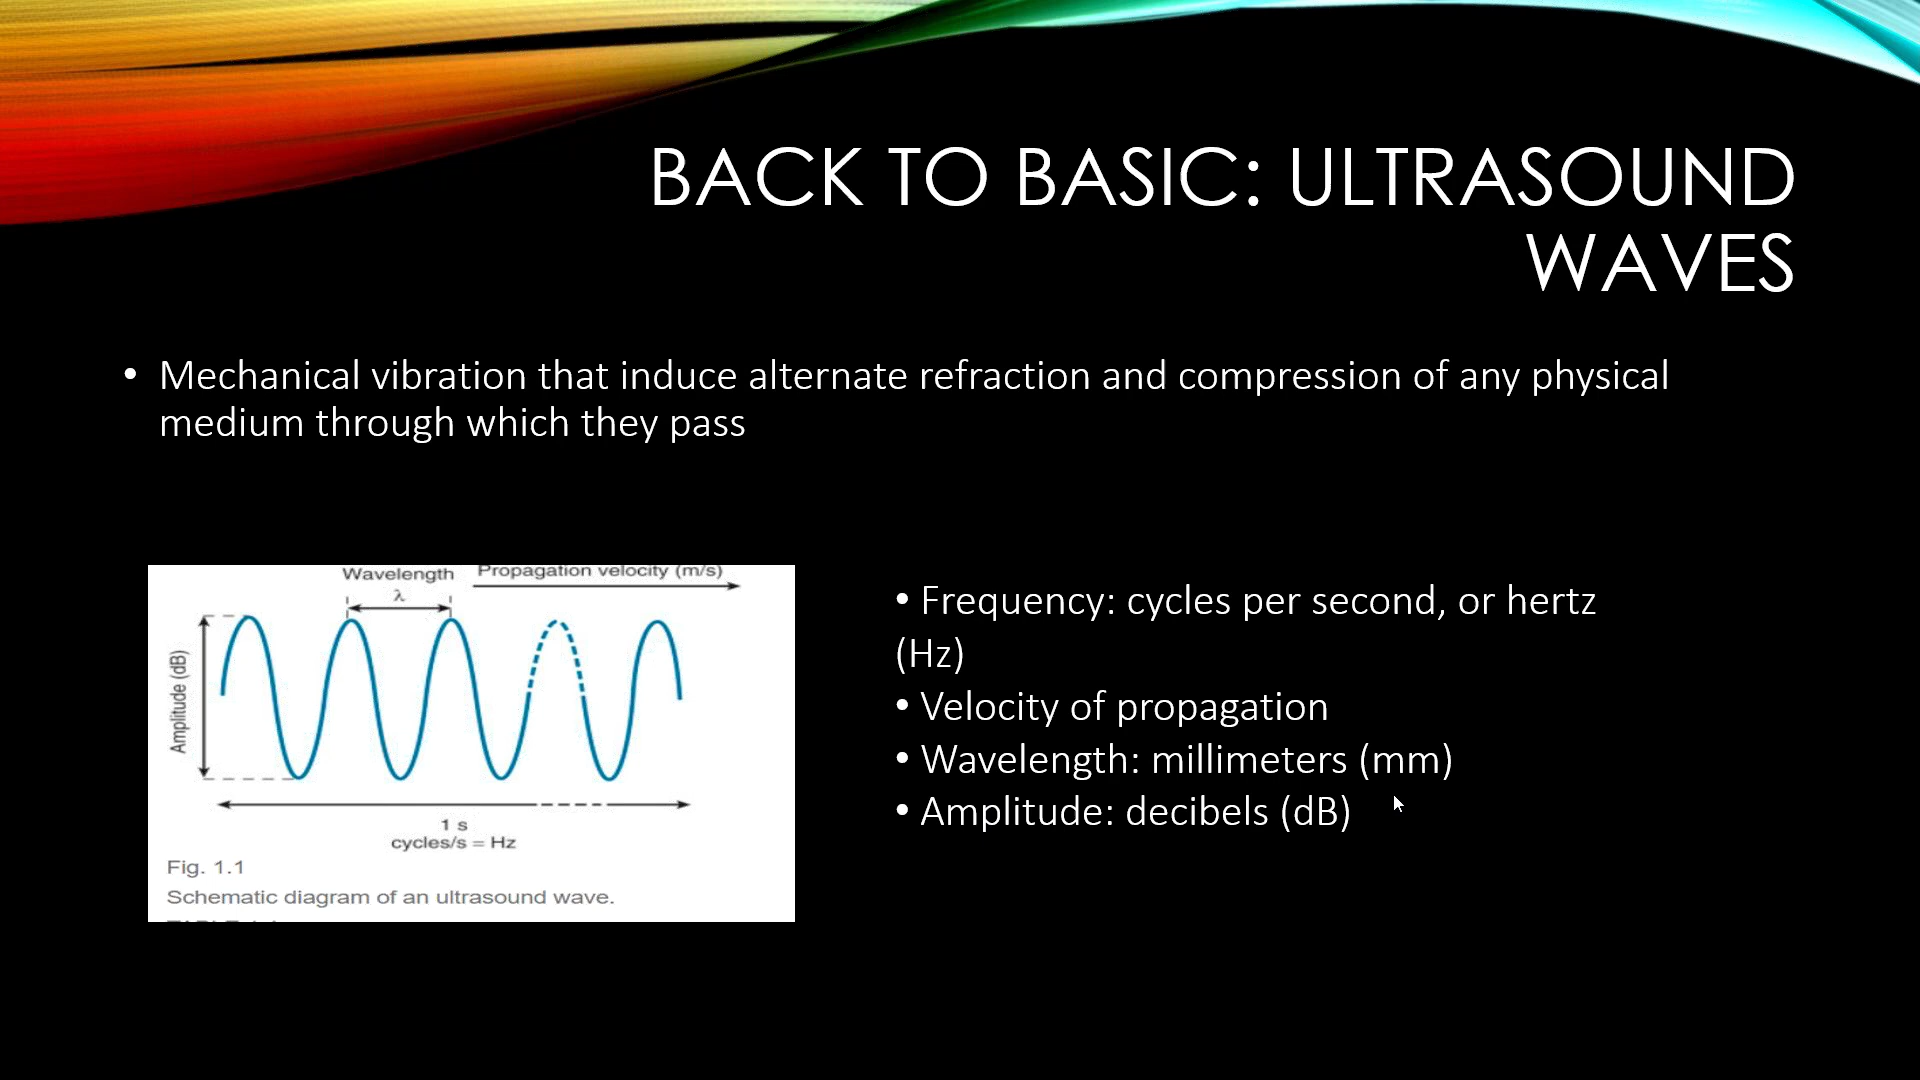 BACK TO BASIC: ULTRASOUND
WAVES
• Mechanical vibration that induce alternate refraction and compression of any physical
medium through which they pass
Wavelength
Propagation velocity (m/s)
λ
Amplitude (dB)
1 s
cycles/s = Hz
Fig. 1.1
Schematic diagram of an ultrasound wave.
• Frequency: cycles per second, or hertz
(Hz)
• Velocity of propagation
• Wavelength: millimeters (mm)
• Amplitude: decibels (dB)